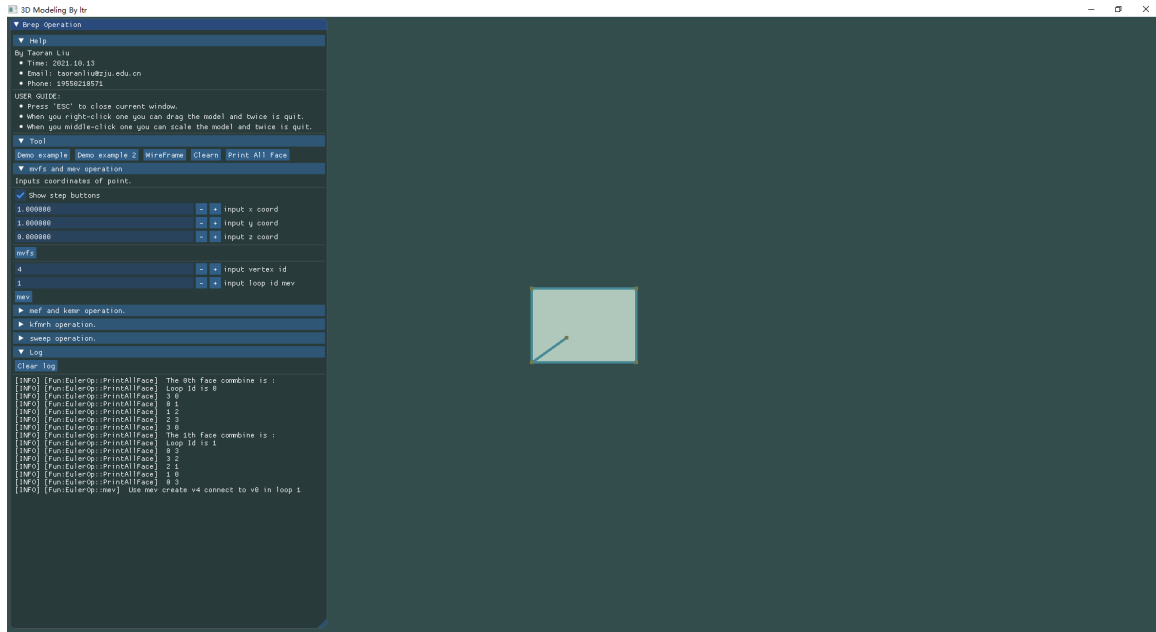 3D Modeling By ltr
Brep Operation
Help
By Taoran Liu
Time: 2021.10.13
Email: taoranliu@zju.edu.cn
Phone: 19550218571
USER GUIDE:
Press 'ESC' to close current window.
When you right-click one you can drag the model and twice is quit.
When you middle-click one you can scale the model and twice is quit.
Tool
Demo example Demo example 2 WireFrame Clearn Print All Face
mvfs and mev operation
Inputs coordinates of point.
Show step buttons
1.000000 - + input x coord
1.000000 - + input y coord
0.000000 - + input z coord
mvfs
4 - + input vertex id
1 - + input loop id mev
mev
mef and kemr operation.
kfmrh operation.
sweep operation.
Log
Clear log
[INFO] [Fun:EulerOp::PrintAllFace] The 0th face commbine is :
[INFO] [Fun:EulerOp::PrintAllFace] Loop Id is 0
[INFO] [Fun:EulerOp::PrintAllFace] 3 0
[INFO] [Fun:EulerOp::PrintAllFace] 0 1
[INFO] [Fun:EulerOp::PrintAllFace] 1 2
[INFO] [Fun:EulerOp::PrintAllFace] 2 3
[INFO] [Fun:EulerOp::PrintAllFace] 3 0
[INFO] [Fun:EulerOp::PrintAllFace] The 1th face commbine is :
[INFO] [Fun:EulerOp::PrintAllFace] Loop Id is 1
[INFO] [Fun:EulerOp::PrintAllFace] 0 3
[INFO] [Fun:EulerOp::PrintAllFace] 3 2
[INFO] [Fun:EulerOp::PrintAllFace] 2 1
[INFO] [Fun:EulerOp::PrintAllFace] 1 0
[INFO] [Fun:EulerOp::PrintAllFace] 0 3
[INFO] [Fun:EulerOp::mev] Use mev create v4 connect to v0 in loop 1